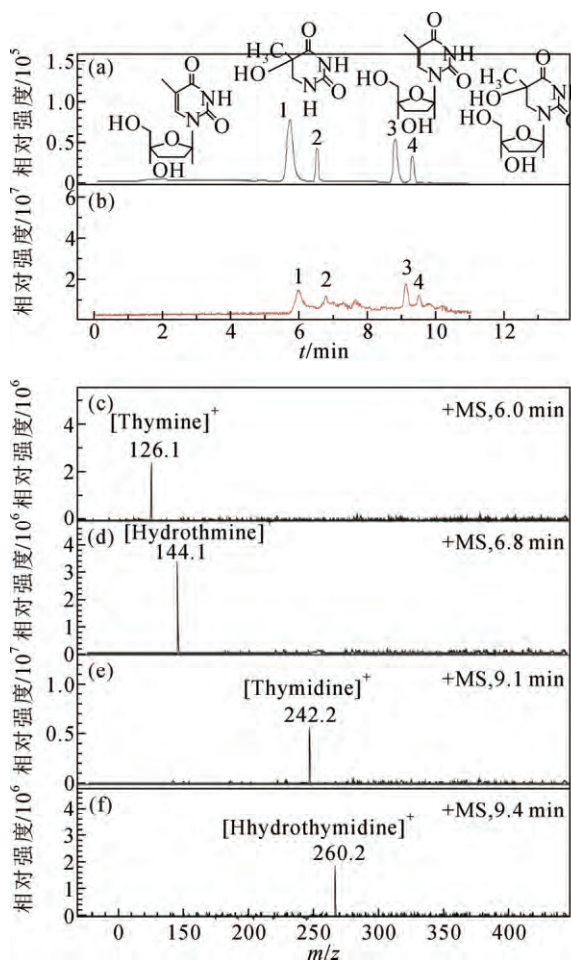 (a)
相对强度/10⁵
1.5
1.0
0.5
0
O
NH
N
O
HO
O
OH
1
H₃C
HO
O
NH
N
H
O
2
3
O
NH
N
O
HO
O
OH
4
H₃C
HO
O
NH
N
O
HO
O
OH
(b)
相对强度/10⁷
6
4
2
1
2
3
4
0 2 4 6 8 10 12
t/min
(c)
相对强度/10⁶
4
2
0
[Thymine]⁺
126.1
+MS,6.0 min
(d)
相对强度/10⁶
4
3
2
1
0
[Hydrothmine]
144.1
+MS,6.8 min
(e)
相对强度/10⁷
1.0
0.5
0
[Thymidine]⁺
242.2
+MS,9.1 min
(f)
相对强度/10⁶
4
3
2
1
0
[Hhydrothymidine]⁺
260.2
+MS,9.4 min
0 50 100 150 200 250 300 350 400
m/z